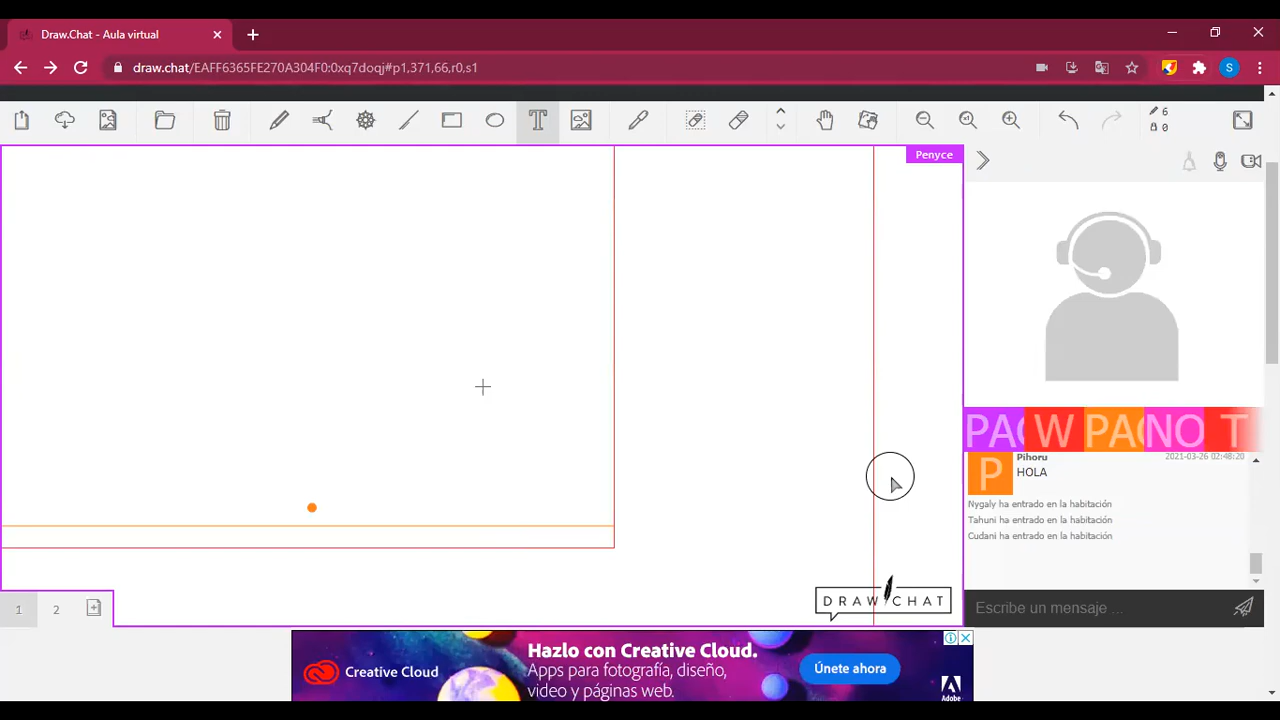 Draw.Chat - Aula virtual
draw.chat/EAFF6365FE270A304F0:0xq7doqj#p1,371,66,r0,s1
S
T
x1
6
0
Penyce
PA W PA NO T
P
Pihoru 2021-03-26 02:48:20
HOLA
Nygaly ha entrado en la habitación
Tahuni ha entrado en la habitación
Cudani ha entrado en la habitación
DRAW CHAT
1 2
Escribe un mensaje ...
Creative Cloud
Hazlo con Creative Cloud.
Apps para fotografía, diseño,
video y páginas web.
Únete ahora
Adobe